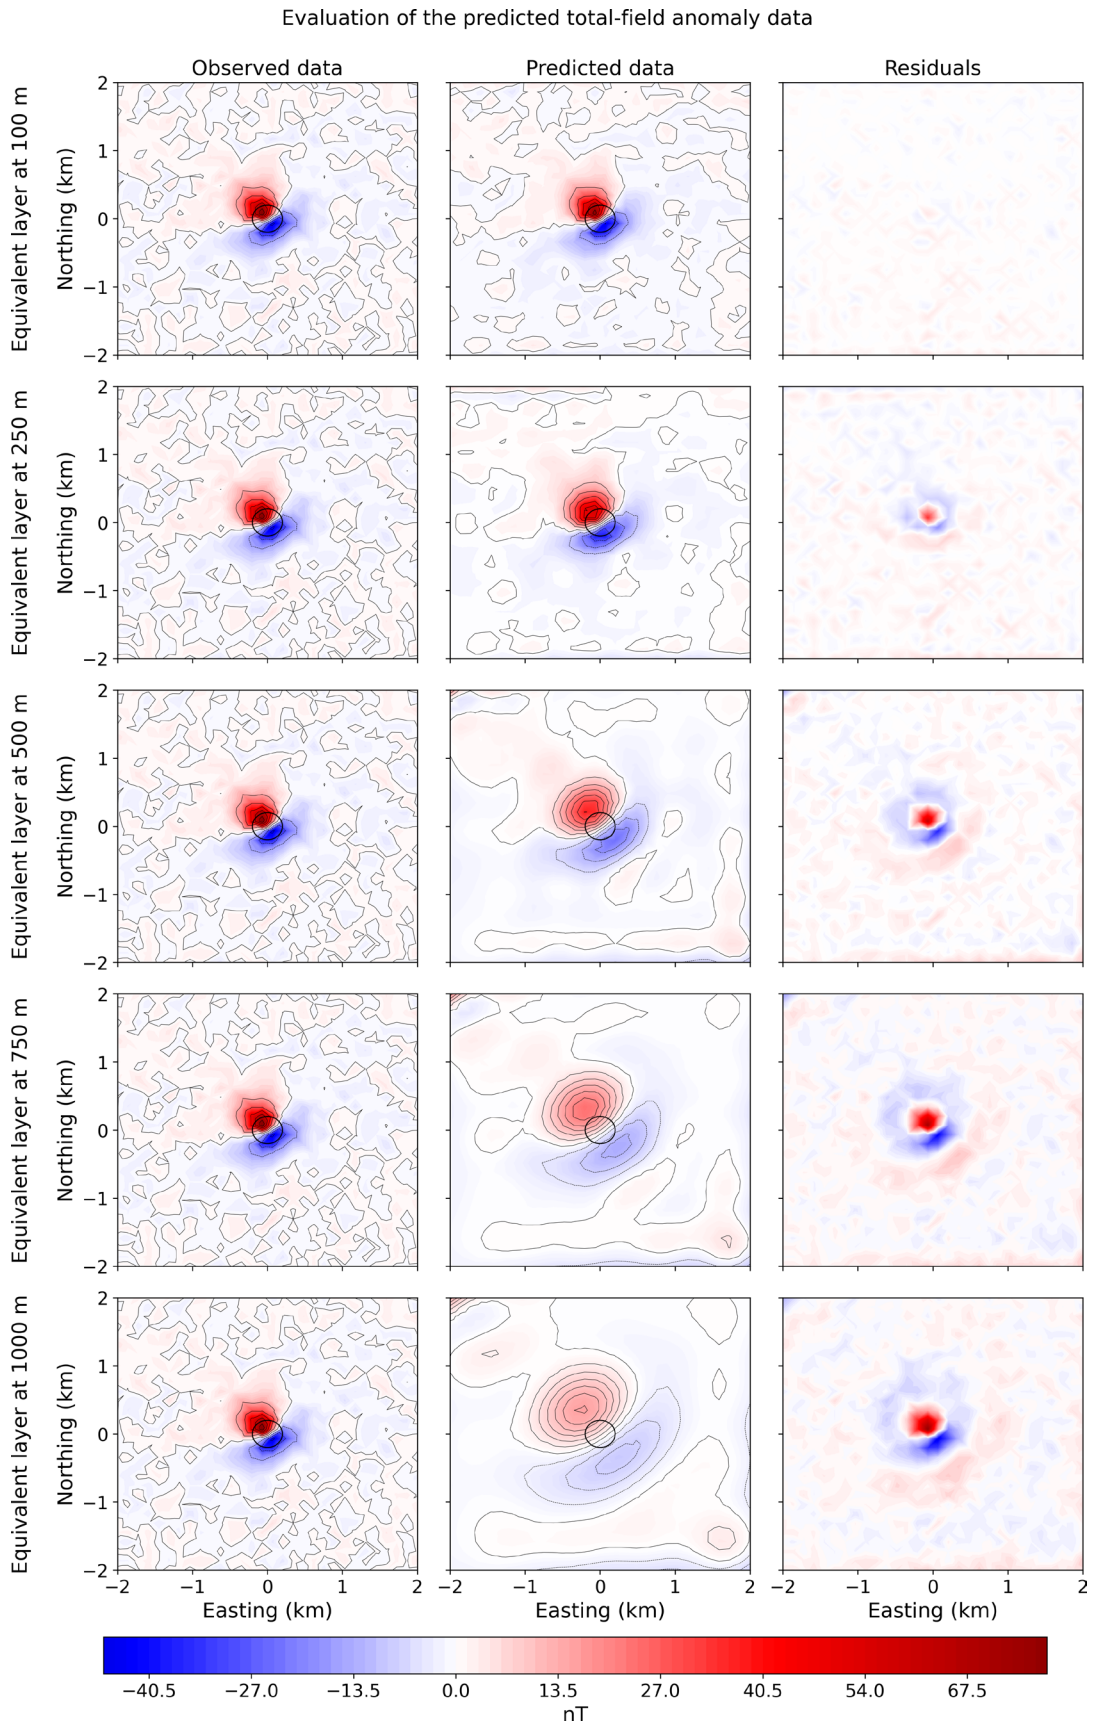 Evaluation of the predicted total-field anomaly data
Observed data
Predicted data
Residuals
Equivalent layer at 100 m
Northing (km)
2
1
0
−1
−2
Equivalent layer at 250 m
Northing (km)
2
1
0
−1
−2
Equivalent layer at 500 m
Northing (km)
2
1
0
−1
−2
Equivalent layer at 750 m
Northing (km)
2
1
0
−1
−2
Equivalent layer at 1000 m
Northing (km)
2
1
0
−1
−2
−2 −1 0 1 2
−2 −1 0 1 2
−2 −1 0 1 2
Easting (km)
Easting (km)
Easting (km)
−40.5 −27.0 −13.5 0.0 13.5 27.0 40.5 54.0 67.5
nT